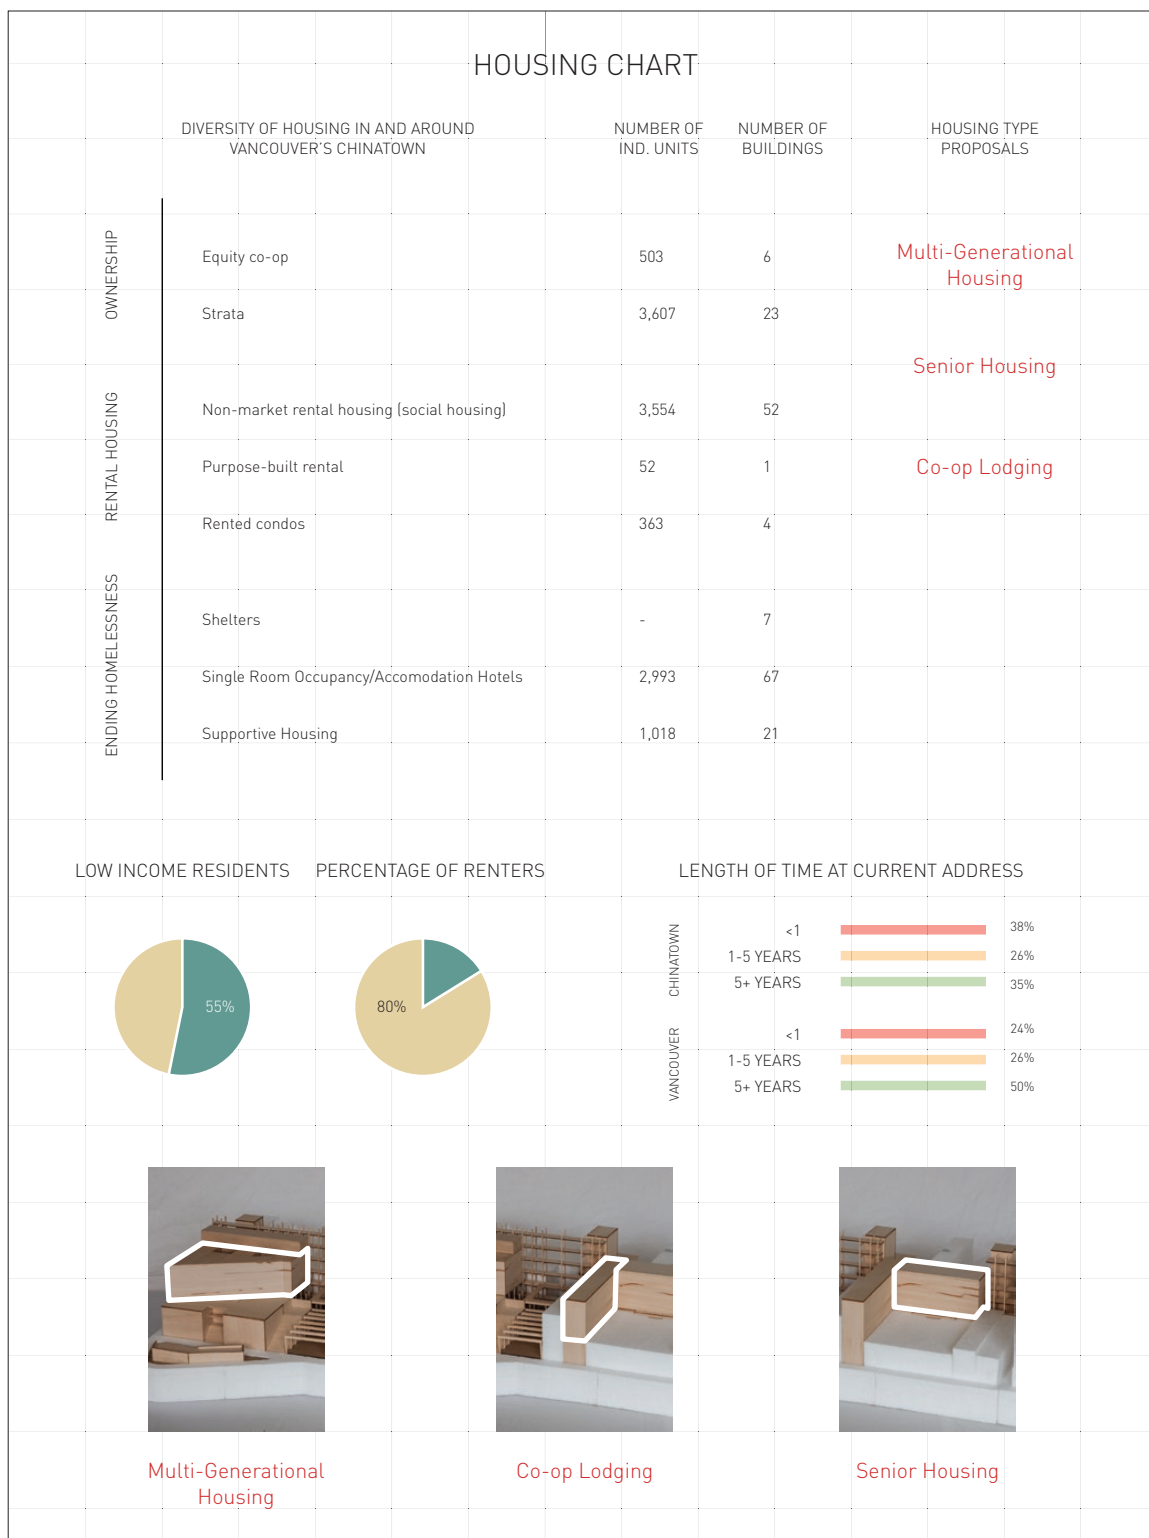 HOUSING CHART
DIVERSITY OF HOUSING IN AND AROUND
VANCOUVER'S CHINATOWN
NUMBER OF
IND. UNITS
NUMBER OF
BUILDINGS
HOUSING TYPE
PROPOSALS
OWNERSHIP
Equity co-op 503 6
Strata 3,607 23
RENTAL HOUSING
Non-market rental housing (social housing) 3,554 52
Purpose-built rental 52 1
Rented condos 363 4
ENDING HOMELESSNESS
Shelters - 7
Single Room Occupancy/Accomodation Hotels 2,993 67
Supportive Housing 1,018 21
Multi-Generational
Housing
Senior Housing
Co-op Lodging
LOW INCOME RESIDENTS
55%
PERCENTAGE OF RENTERS
80%
LENGTH OF TIME AT CURRENT ADDRESS
CHINATOWN
<1 38%
1-5 YEARS 26%
5+ YEARS 35%
VANCOUVER
<1 24%
1-5 YEARS 26%
5+ YEARS 50%
Multi-Generational
Housing
Co-op Lodging
Senior Housing